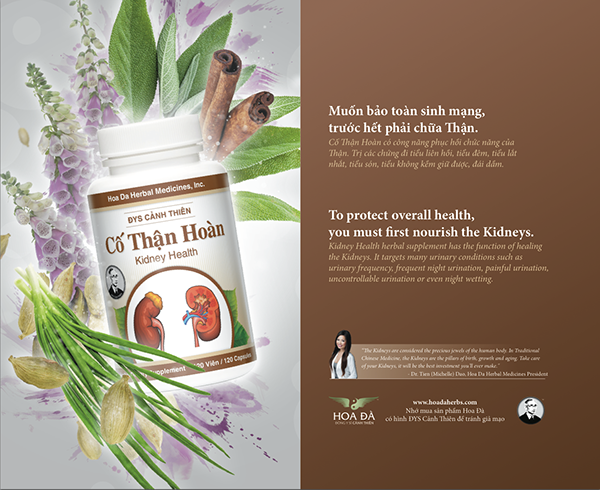 Hoa Da Herbal Medicines, Inc.
ĐYS CẢNH THIÊN
Cố Thận Hoàn
Kidney Health
Supplement
Viên / 120 Capsules
Muốn bảo toàn sinh mạng,
trước hết phải chữa Thận.
Cố Thận Hoàn có công năng phục hồi chức năng của
Thận. Trị các chứng đi tiểu liên hồi, tiểu đêm, tiểu lắt
nhắt, tiểu són, tiểu không kềm giữ được, đái dầm.
To protect overall health,
you must first nourish the Kidneys.
Kidney Health herbal supplement has the function of healing
the Kidneys. It targets many urinary conditions such as
urinary frequency, frequent night urination, painful urination,
uncontrollable urination or even night wetting.
"The Kidneys are considered the precious jewels of the human body. In Traditional
Chinese Medicine, the Kidneys are the pillars of birth, growth and aging. Take care
of your Kidneys, it will be the best investment you'll ever make."
- Dr. Tien (Michelle) Dao, Hoa Da Herbal Medicines President
HOA ĐÀ
ĐÔNG Y SĨ CẢNH THIÊN
www.hoadaherbs.com
Nhớ mua sản phẩm Hoa Đà
có hình ĐYS Cảnh Thiên để tránh giả mạo